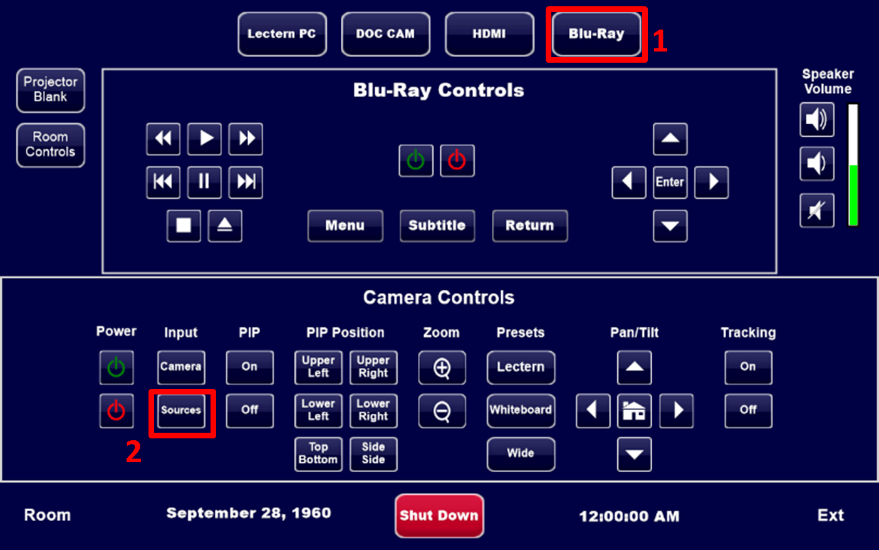 Lectern PC
DOC CAM
HDMI
Blu-Ray
1
Projector
Blank
Room
Controls
Blu-Ray Controls
Speaker
Volume
Enter
Menu
Subtitle
Return
Camera Controls
Power
Input
PIP
PIP Position
Zoom
Presets
Pan/Tilt
Tracking
Camera
On
Upper
Left
Upper
Right
Lectern
On
Sources
Off
Lower
Left
Lower
Right
Whiteboard
Off
2
Top
Bottom
Side
Side
Wide
Room
September 28, 1960
Shut Down
12:00:00 AM
Ext